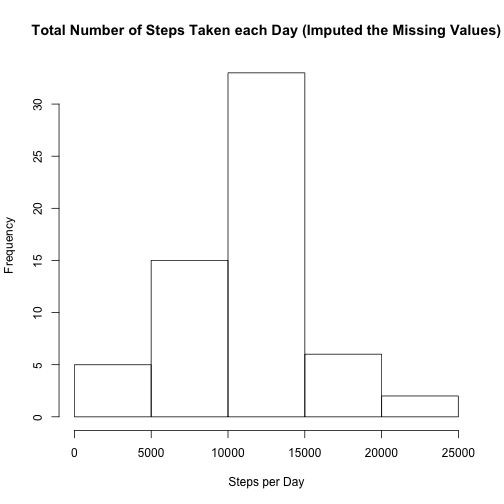 Total Number of Steps Taken each Day (Imputed the Missing Values)
Frequency
30
25
20
15
10
5
0
0 5000 10000 15000 20000 25000
Steps per Day